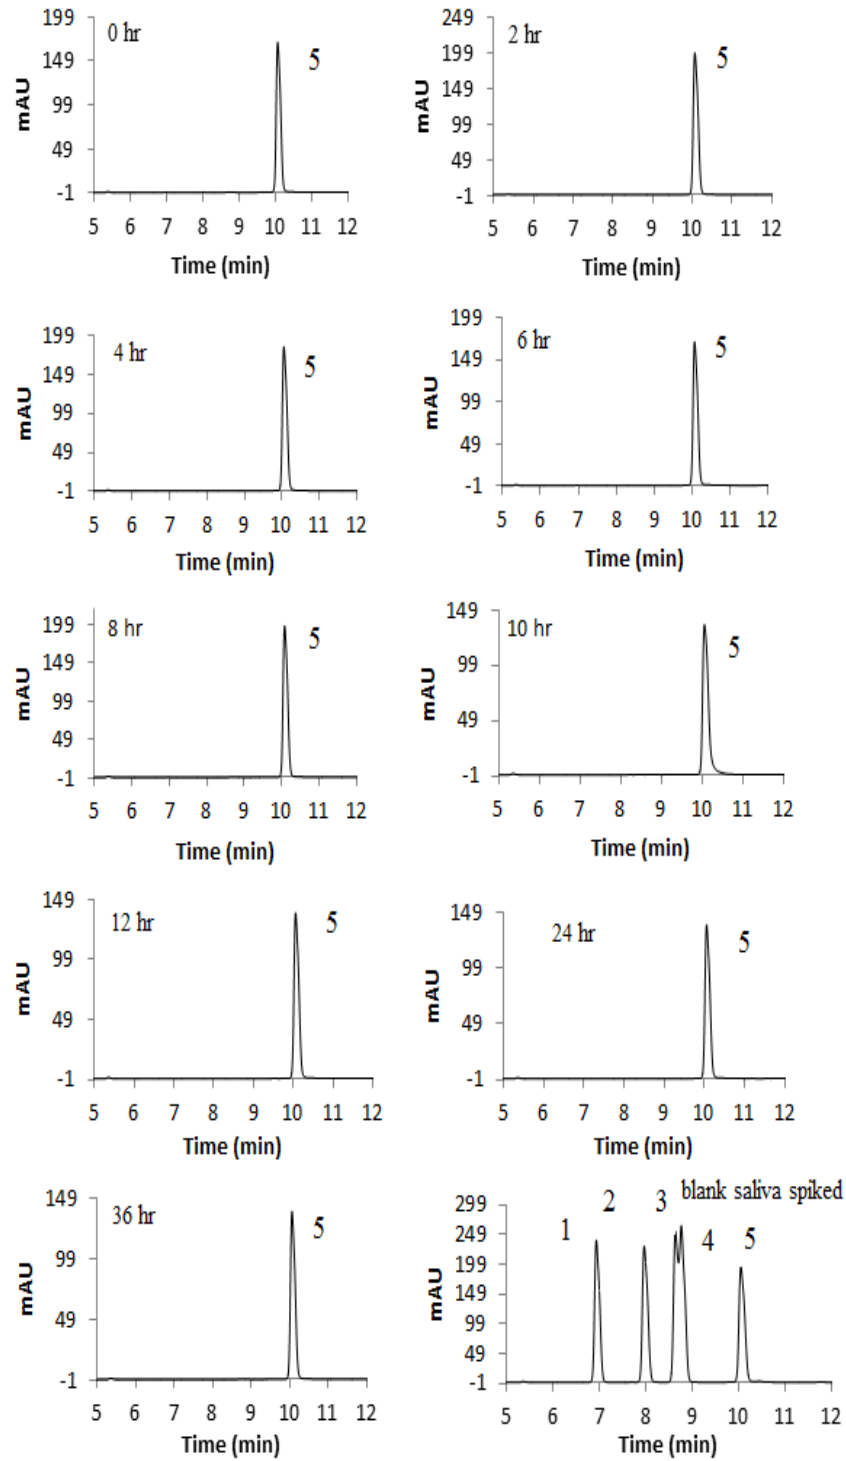 199
0 hr
149
5
99
49
-1
mAU
5 6 7 8 9 10 11 12
Time (min)
249
2 hr
199
5
149
99
49
-1
mAU
5 6 7 8 9 10 11 12
Time (min)
199
4 hr
149
5
99
49
-1
mAU
5 6 7 8 9 10 11 12
Time (min)
199
6 hr
149
5
99
49
-1
mAU
5 6 7 8 9 10 11 12
Time (min)
199
8 hr
149
5
99
49
-1
mAU
5 6 7 8 9 10 11 12
Time (min)
149
10 hr
99
5
49
-1
mAU
5 6 7 8 9 10 11 12
Time (min)
149
12 hr
5
99
49
-1
mAU
5 6 7 8 9 10 11 12
Time (min)
149
24 hr
5
99
49
-1
mAU
5 6 7 8 9 10 11 12
Time (min)
149
36 hr
5
99
49
-1
mAU
5 6 7 8 9 10 11 12
Time (min)
blank saliva spiked
299
249
199
149
99
49
-1
1 2 3 4 5
mAU
5 6 7 8 9 10 11 12
Time (min)